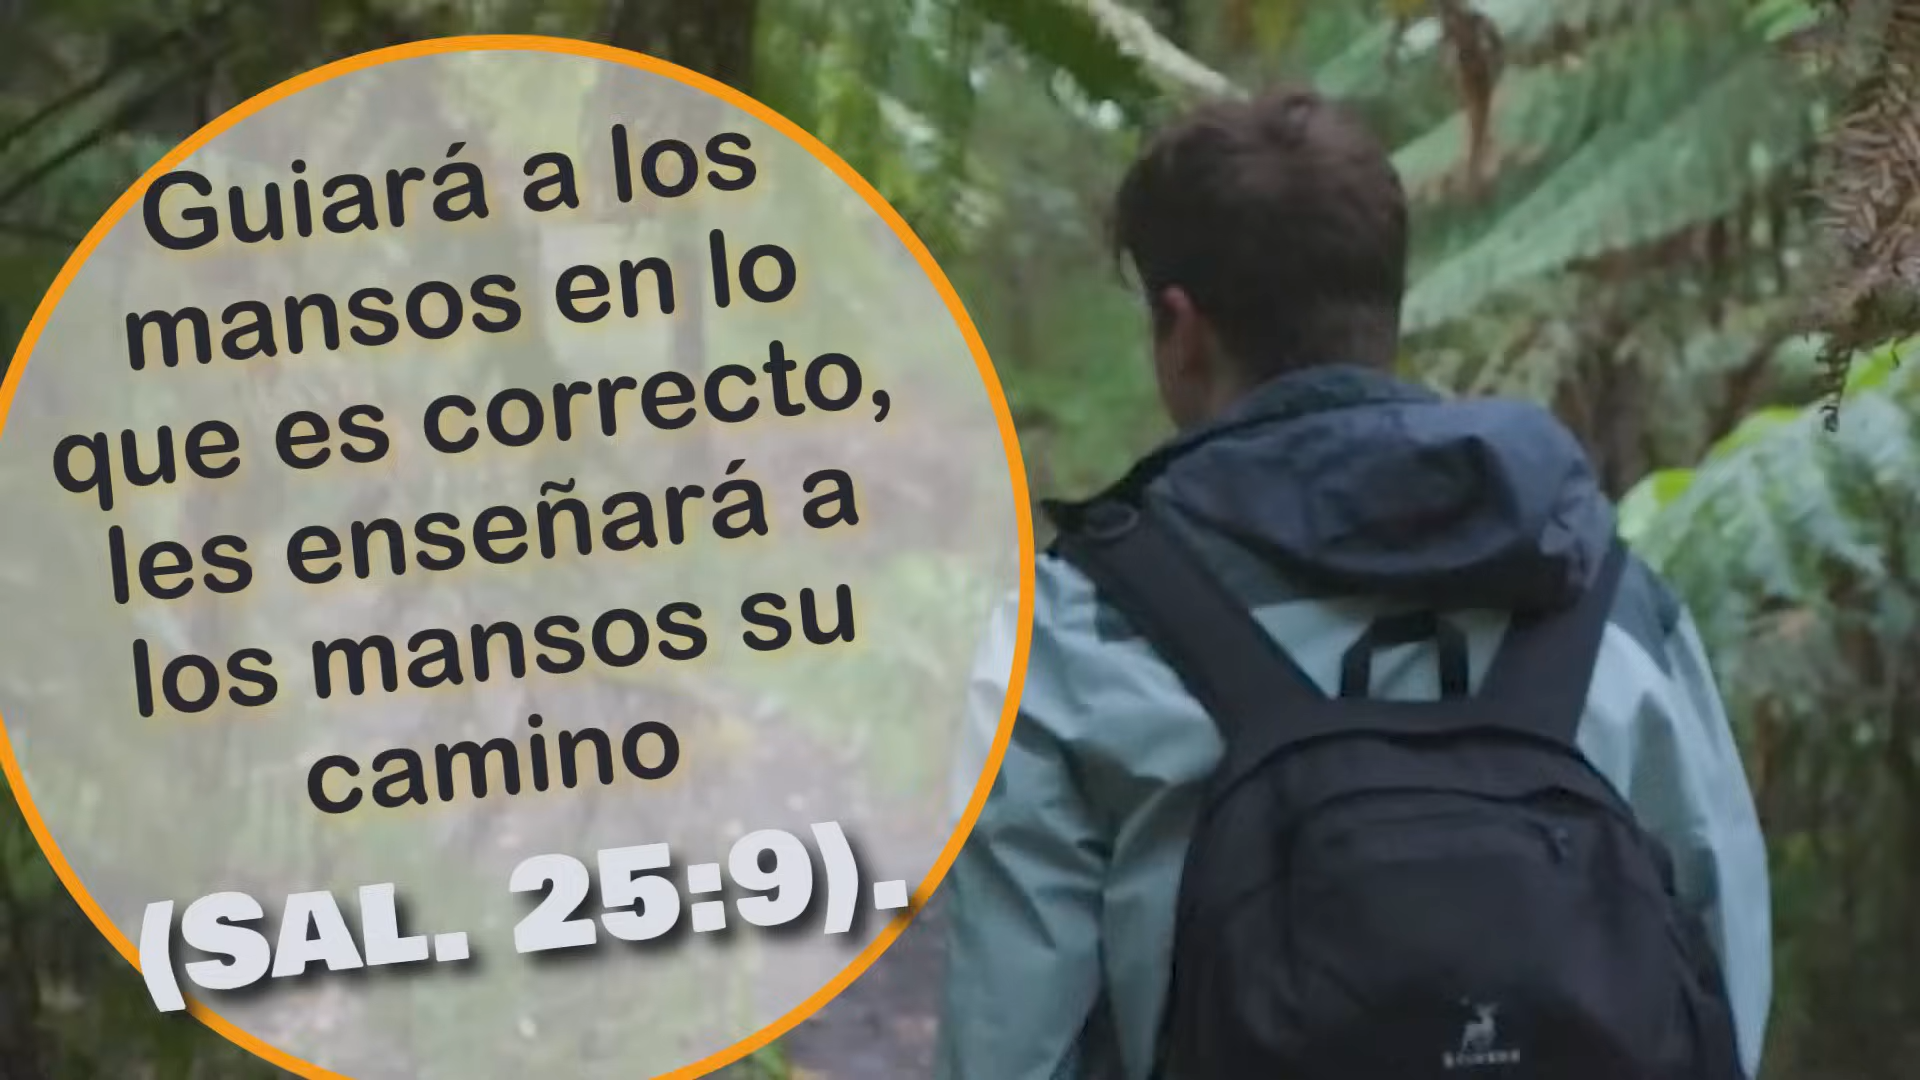 Guiará a los
mansos en lo
que es correcto,
les enseñará a
los mansos su
camino
(SAL. 25:9).